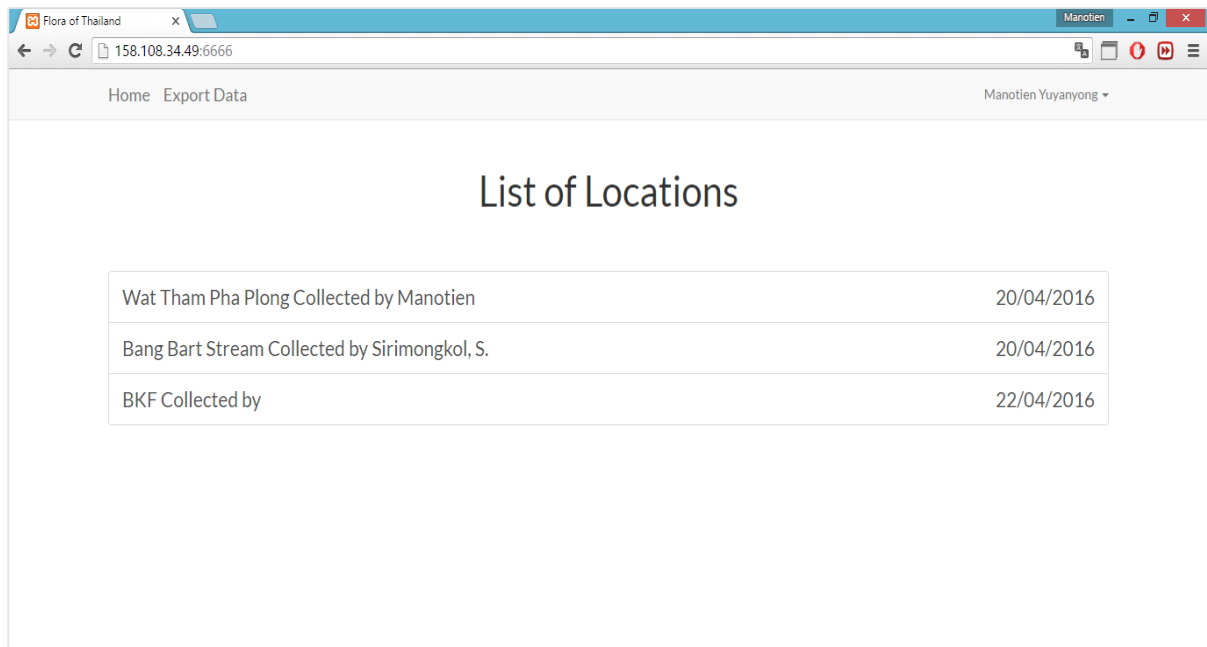 Flora of Thailand
Manotien
158.108.34.49:6666
Home Export Data
Manotien Yuyanyong
List of Locations
Wat Tham Pha Plong Collected by Manotien 20/04/2016
Bang Bart Stream Collected by Sirimongkol, S. 20/04/2016
BKF Collected by 22/04/2016